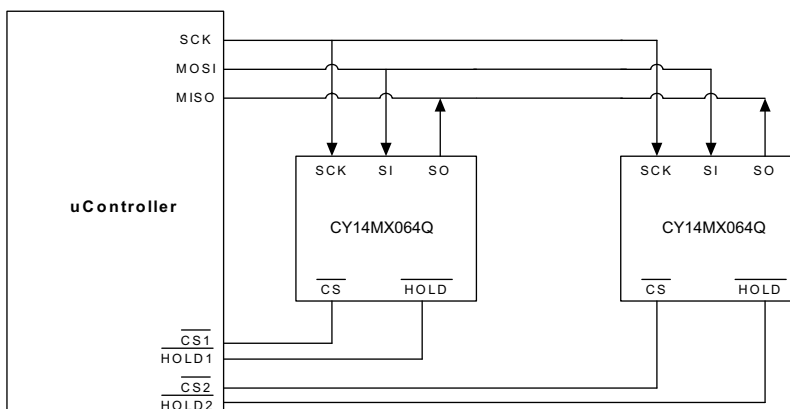 SCK
MOSI
MISO
uController
SCK SI SO
CY14MX064Q
CS HOLD
SCK SI SO
CY14MX064Q
CS HOLD
CS1
HOLD1
CS2
HOLD2